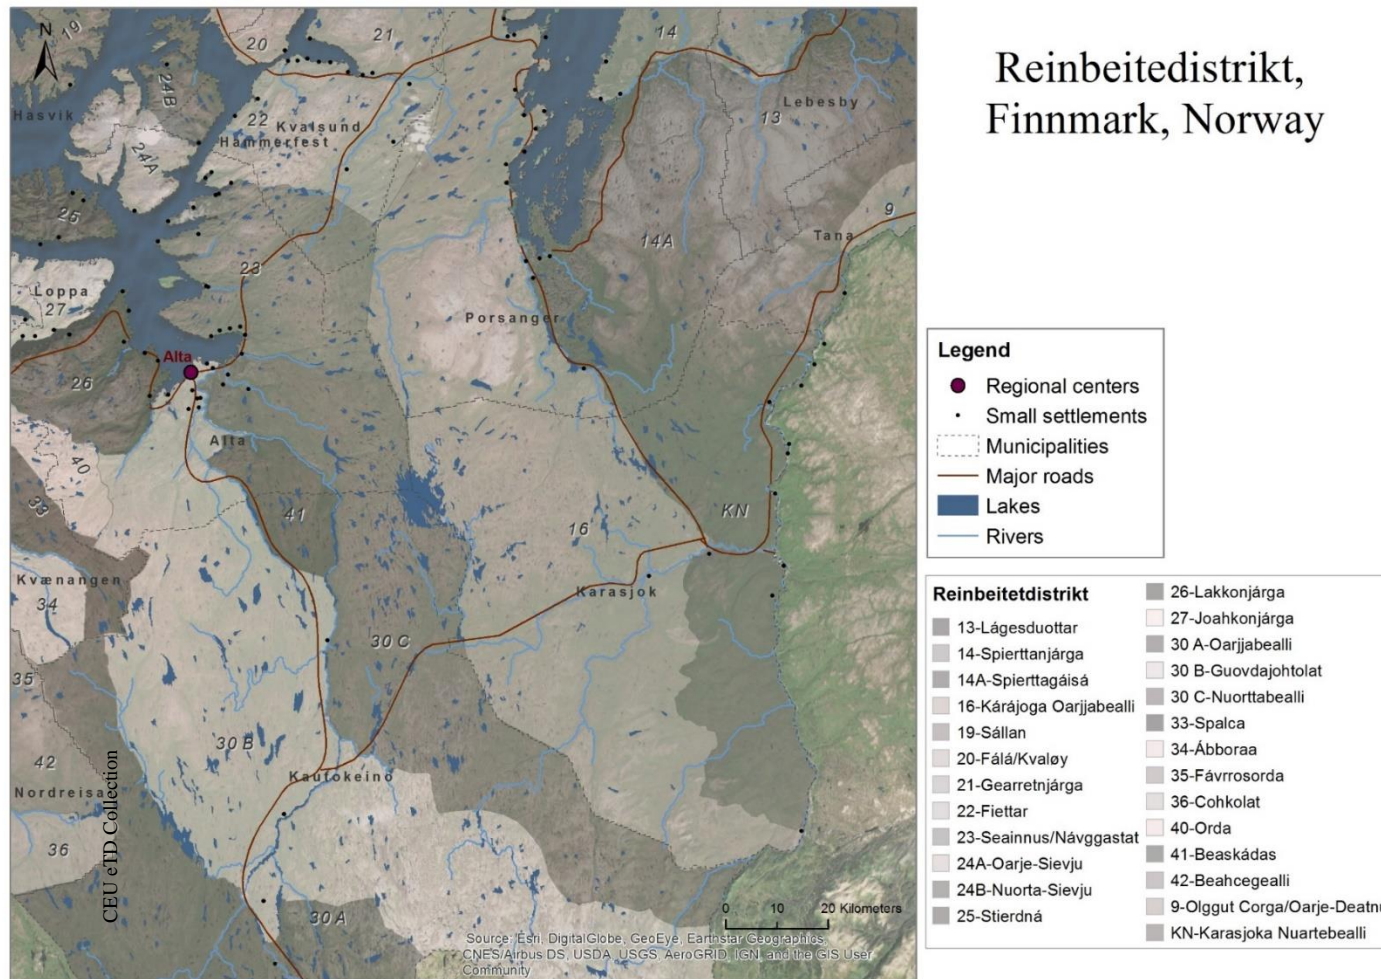 Reinbeitedistrikt,
Finnmark, Norway
N
19
20
21
14
24B
Hasvik
22
Kvalsund
Hammerfest
Lebesby
13
24A
25
9
Tana
14A
23
Loppa
27
Porsanger
Alta
26
Alta
40
33
41
KN
16
Kvænangen
34
Karasjok
30 C
35
30 B
42
Kautokeino
Nordreisa
36
30 A
CEU eTD Collection
0 10 20 Kilometers
Source: Esri, DigitalGlobe, GeoEye, Earthstar Geographics,
CNES/Airbus DS, USDA, USGS, AeroGRID, IGN, and the GIS User
Community
Legend
Regional centers
Small settlements
Municipalities
Major roads
Lakes
Rivers
Reinbeitetdistrikt
13-Lágesduottar
14-Spierttanjárga
14A-Spierttagáisá
16-Kárájoga Oarjjabealli
19-Sállan
20-Fálá/Kvaløy
21-Gearretnjárga
22-Fiettar
23-Seainnus/Návggastat
24A-Oarje-Sievju
24B-Nuorta-Sievju
25-Stierdná
26-Lakkonjárga
27-Joahkonjárga
30 A-Oarjjabealli
30 B-Guovdajohtolat
30 C-Nuorttabealli
33-Spalca
34-Ábboraa
35-Fávrrosorda
36-Cohkolat
40-Orda
41-Beaskádas
42-Beahcegealli
9-Olggut Corga/Oarje-Deatnu
KN-Karasjoka Nuartebealli